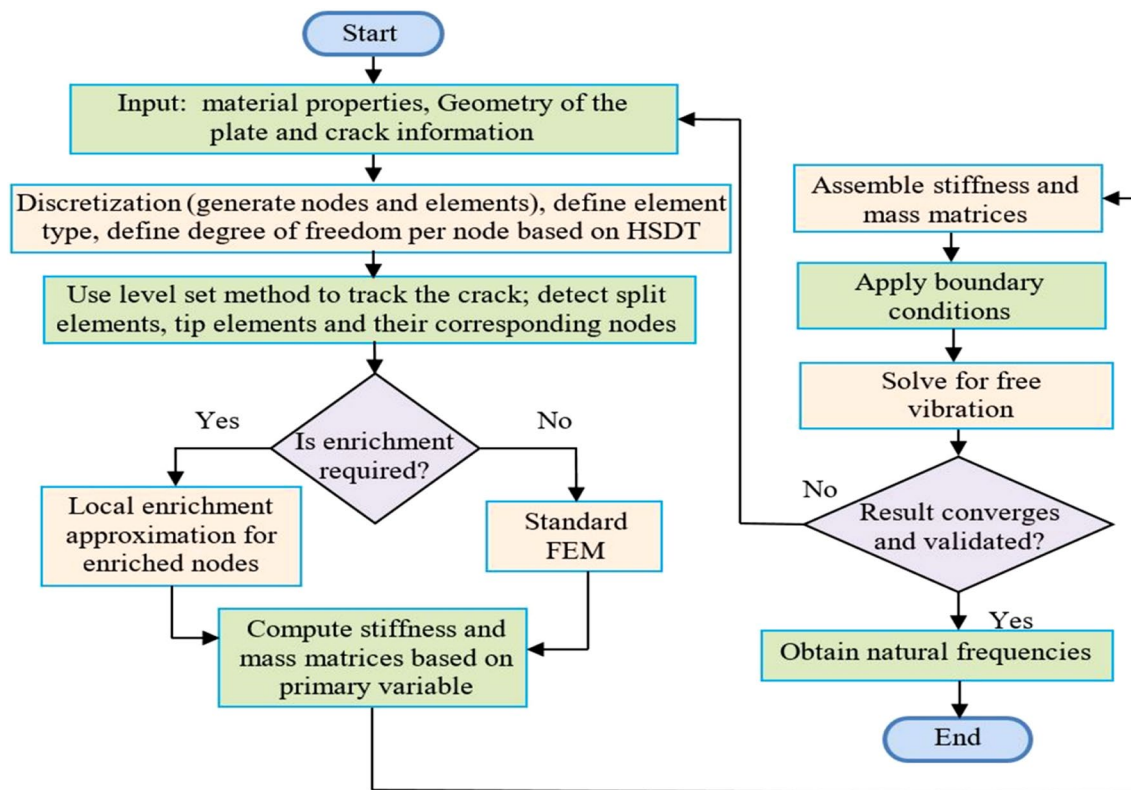 Start
Input: material properties, Geometry of the
plate and crack information
Discretization (generate nodes and elements), define element
type, define degree of freedom per node based on HSDT
Use level set method to track the crack; detect split
elements, tip elements and their corresponding nodes
Is enrichment
required?
Yes
No
Local enrichment
approximation for
enriched nodes
Standard
FEM
Compute stiffness and
mass matrices based on
primary variable
Assemble stiffness and
mass matrices
Apply boundary
conditions
Solve for free
vibration
Result converges
and validated?
No
Yes
Obtain natural frequencies
End